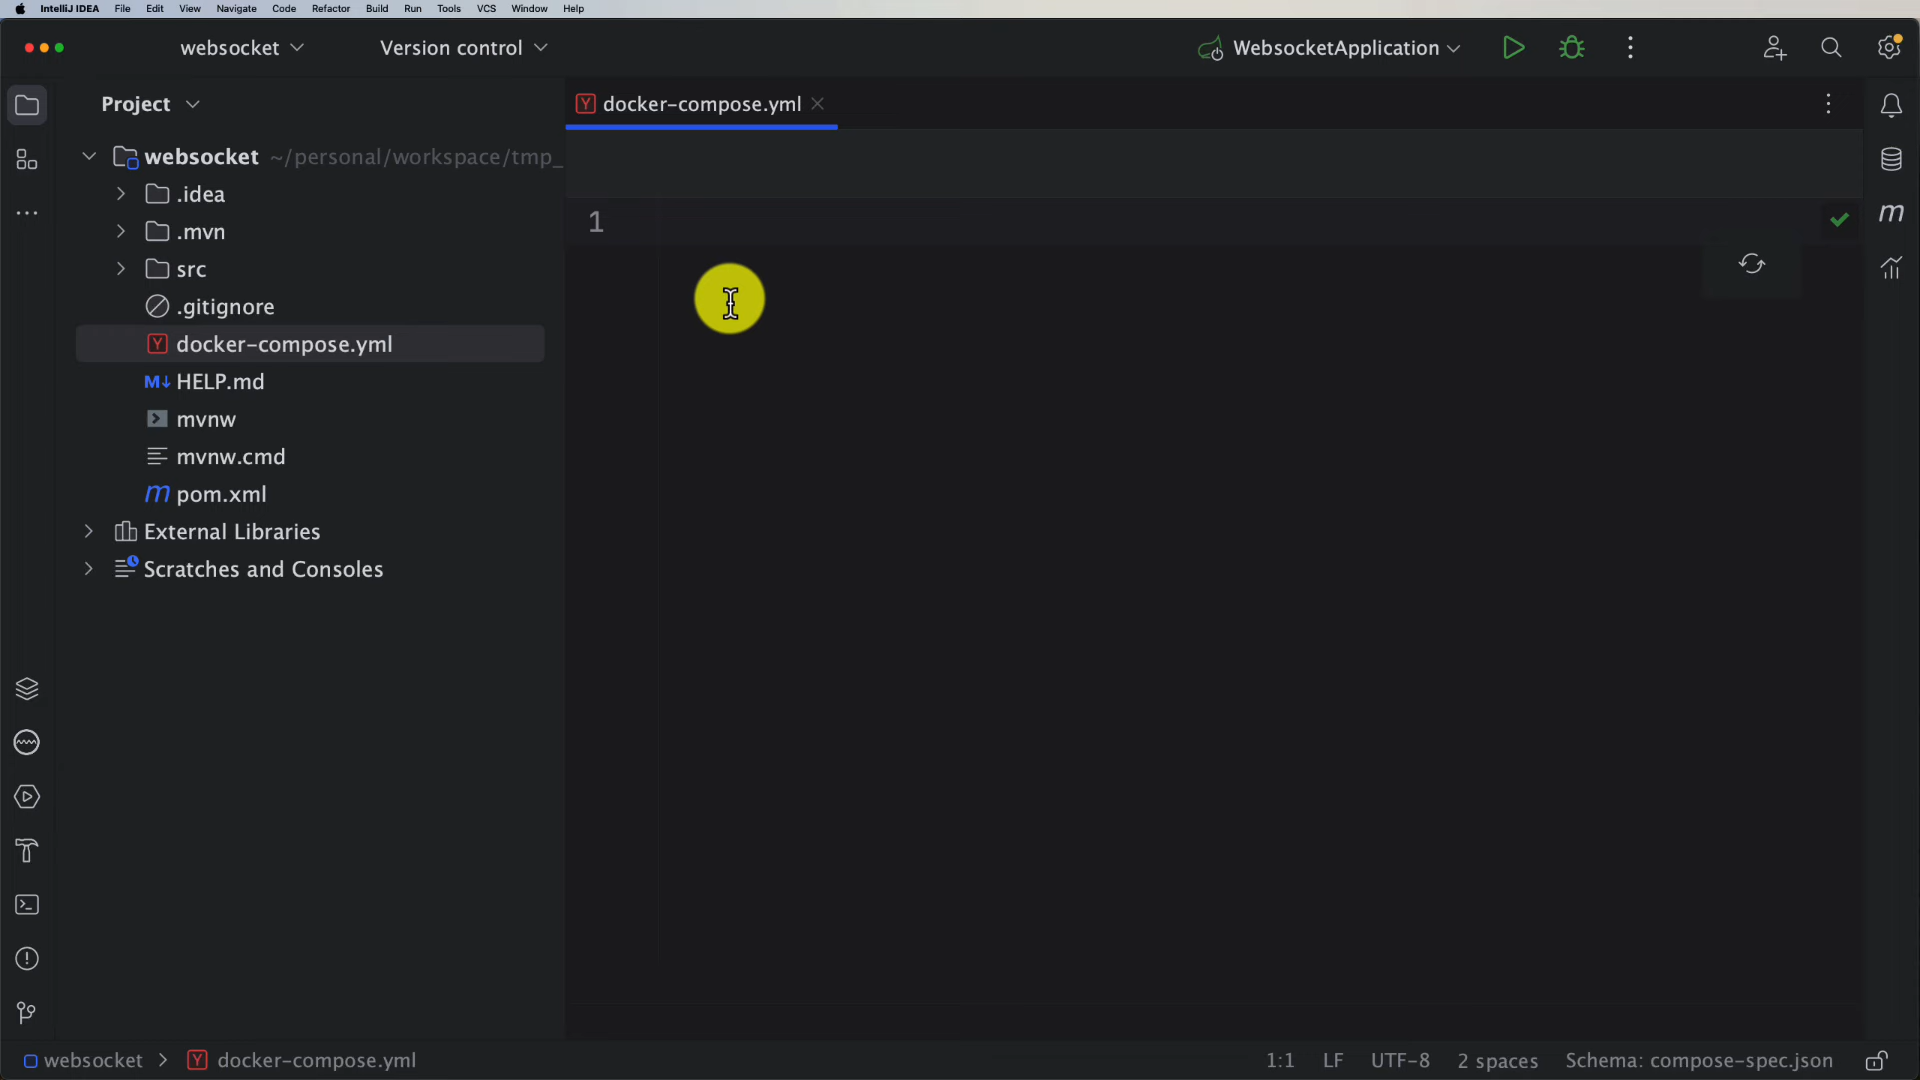 IntelliJ IDEA File Edit View Navigate Code Refactor Build Run Tools VCS Window Help
websocket Version control WebsocketApplication
Project
docker-compose.yml
websocket ~/personal/workspace/tmp_
.idea
.mvn
src
.gitignore
docker-compose.yml
HELP.md
mvnw
mvnw.cmd
pom.xml
External Libraries
Scratches and Consoles
1
websocket docker-compose.yml 1:1 LF UTF-8 2 spaces Schema: compose-spec.json